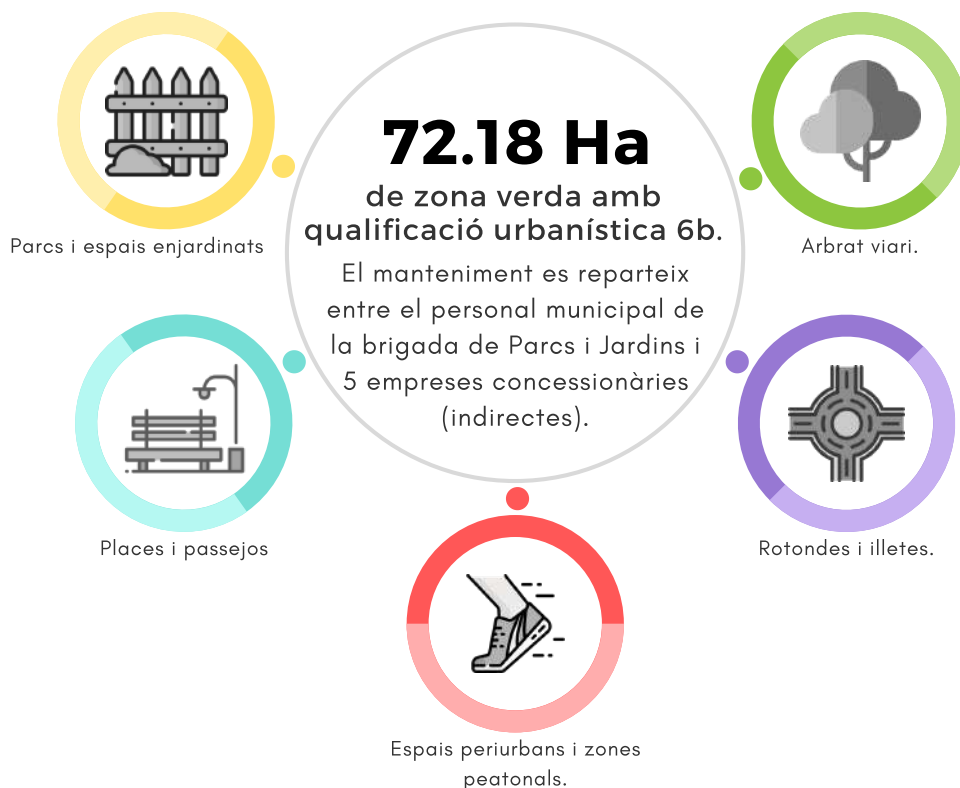 72.18 Ha
de zona verda amb
qualificació urbanística 6b.
El manteniment es reparteix
entre el personal municipal de
la brigada de Parcs i Jardins i
5 empreses concessionàries
(indirectes).
Parcs i espais enjardinats
Arbrat viari.
Places i passejos
Rotondes i illetes.
Espais periurbans i zones
peatonals.